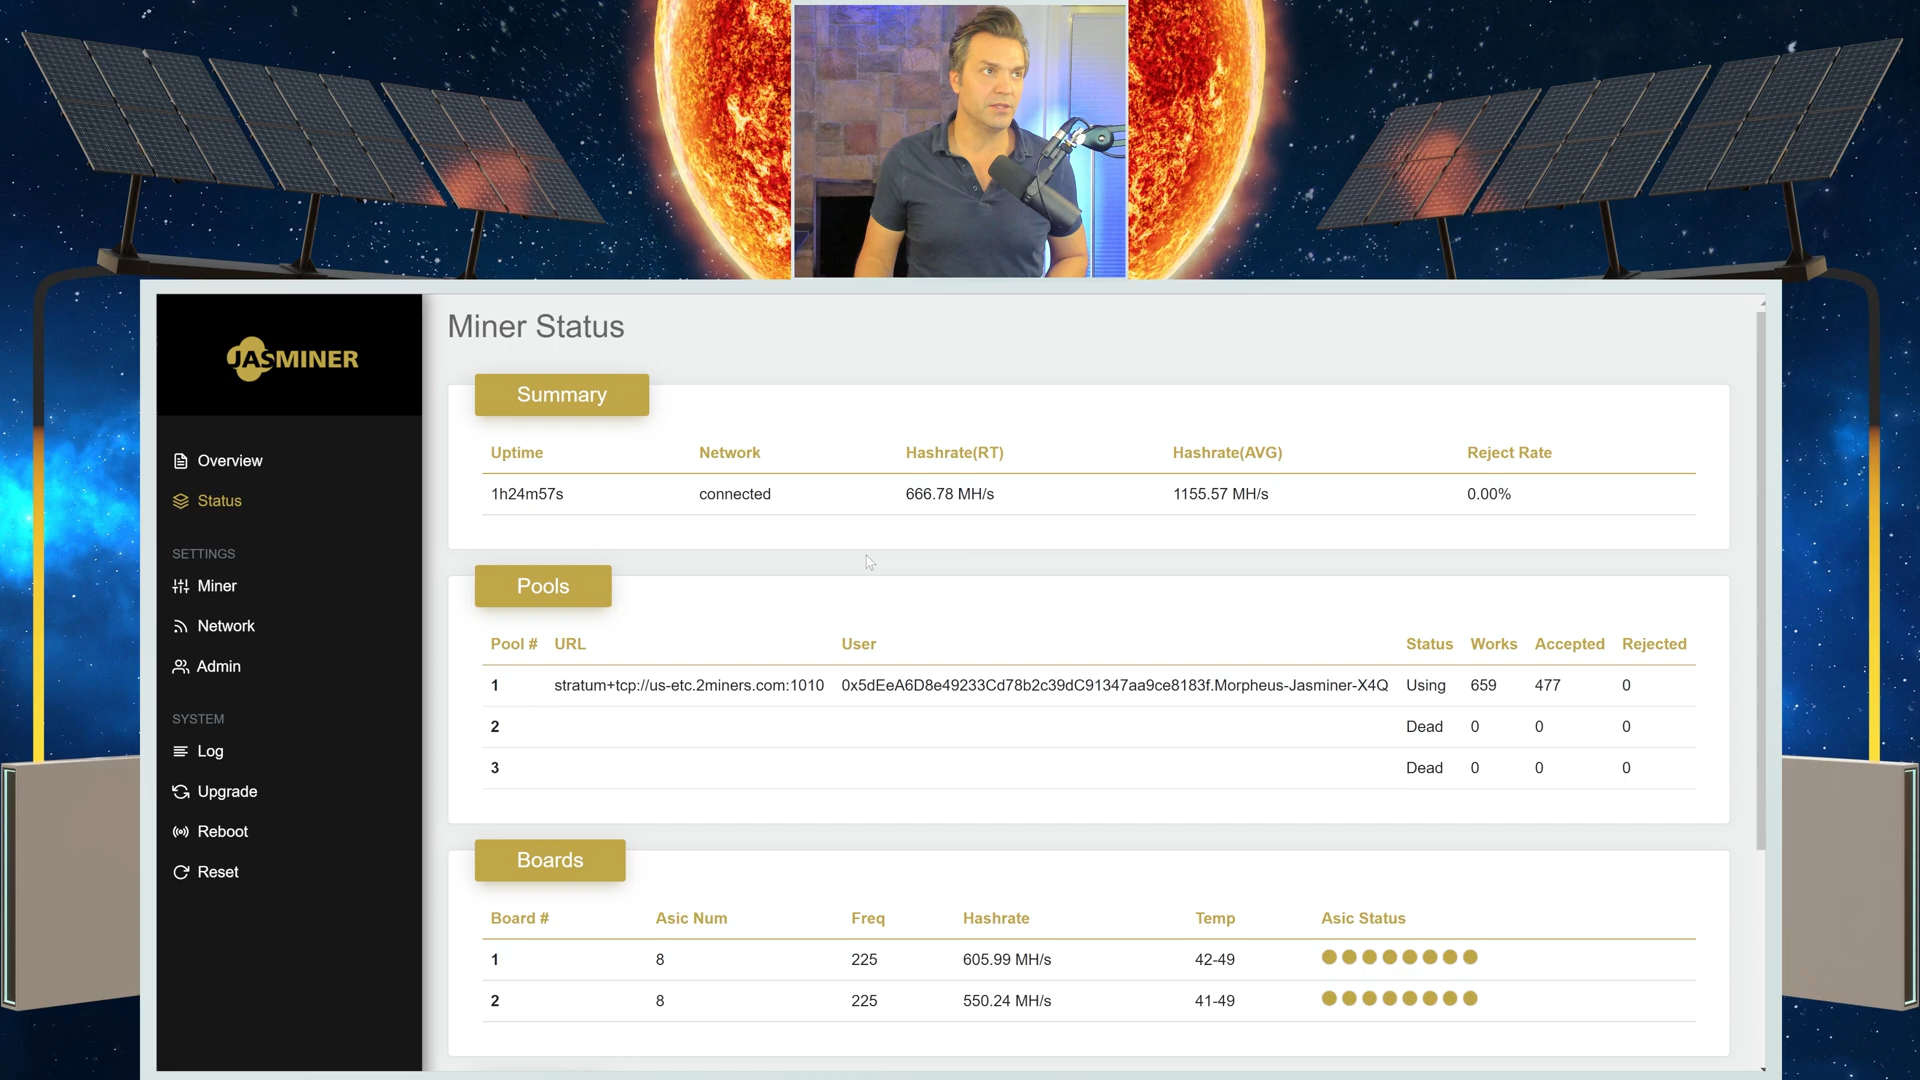 JASMINER
Overview
Status
SETTINGS
Miner
Network
Admin
SYSTEM
Log
Upgrade
Reboot
Reset
Miner Status
Summary
Uptime Network Hashrate(RT) Hashrate(AVG) Reject Rate
1h24m57s connected 666.78 MH/s 1155.57 MH/s 0.00%
Pools
Pool # URL User Status Works Accepted Rejected
1 stratum+tcp://us-etc.2miners.com:1010 0x5dEeA6D8e49233Cd78b2c39dC91347aa9ce8183f.Morpheus-Jasminer-X4Q Using 659 477 0
2 Dead 0 0 0
3 Dead 0 0 0
Boards
Board # Asic Num Freq Hashrate Temp Asic Status
1 8 225 605.99 MH/s 42-49
2 8 225 550.24 MH/s 41-49